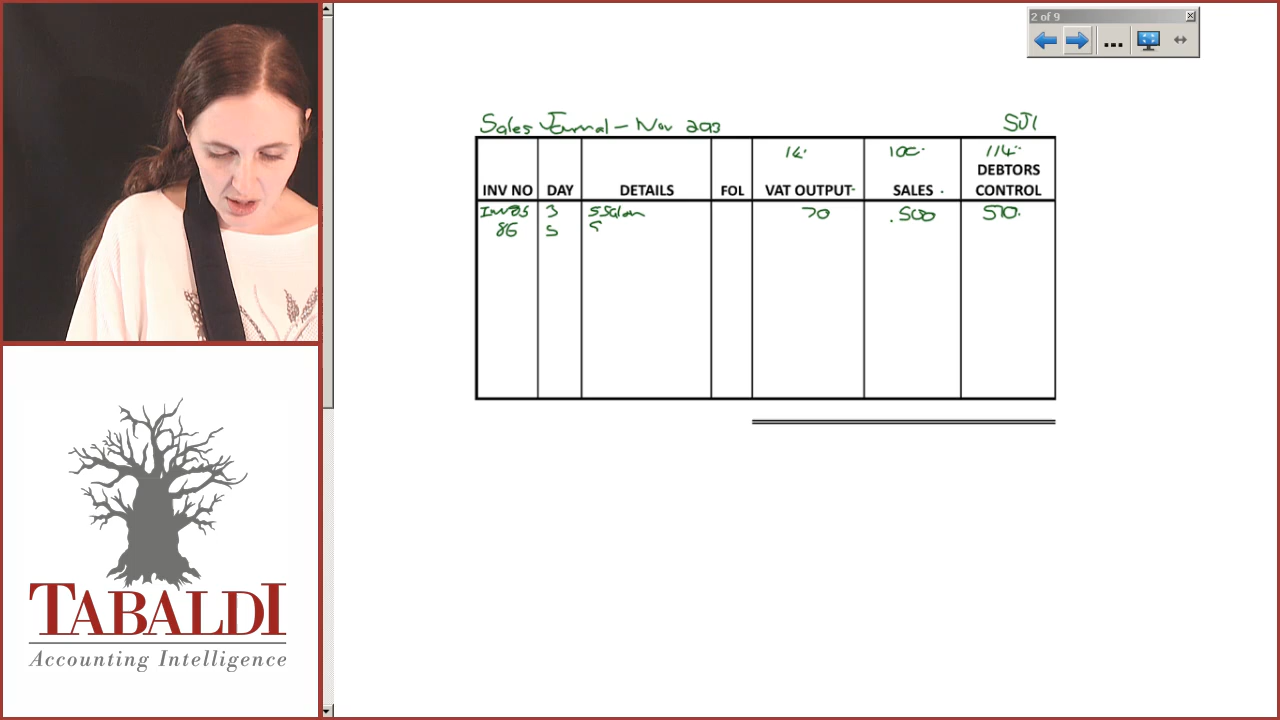 2 of 9
...
Sales Journal – Nov 2013 SJ1
14 100 114
INV NO DAY DETAILS FOL VAT OUTPUT SALES DEBTORS CONTROL
Inv85 3 S Salon 70 500 570
86 5 S
TABALDI
Accounting Intelligence